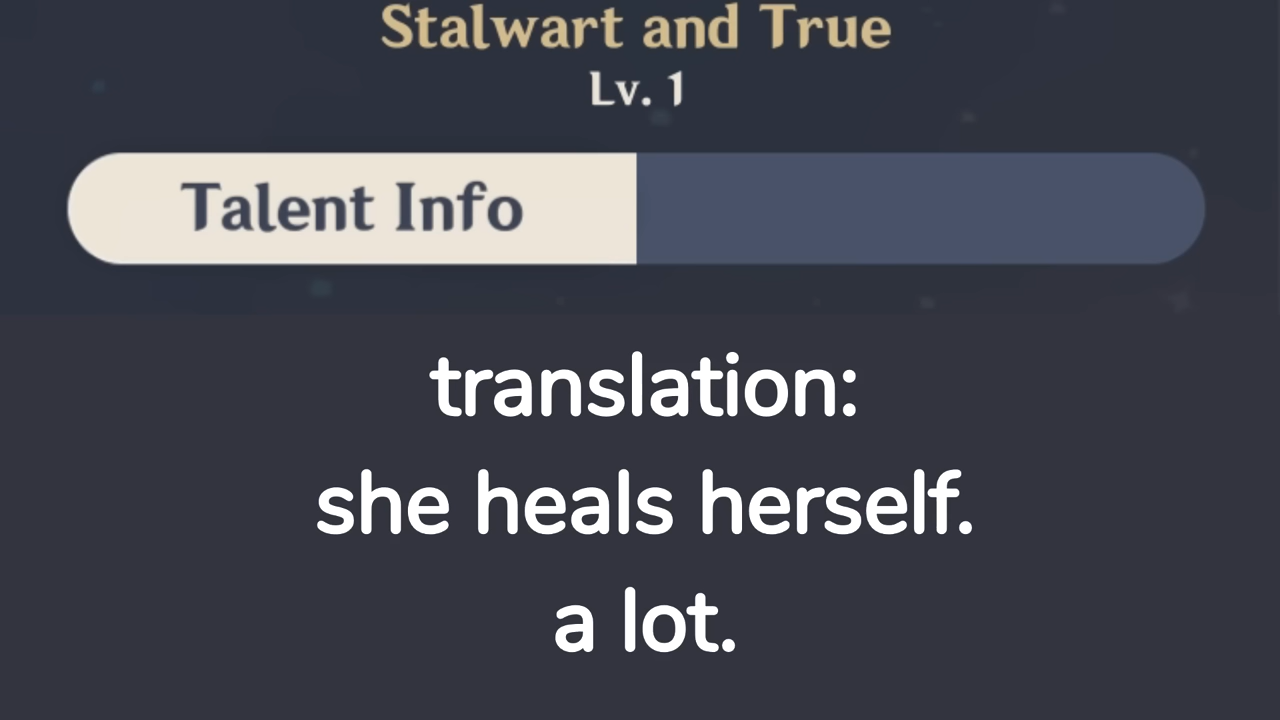 Stalwart and True
Lv. 1
Talent Info
translation:
she heals herself.
a lot.